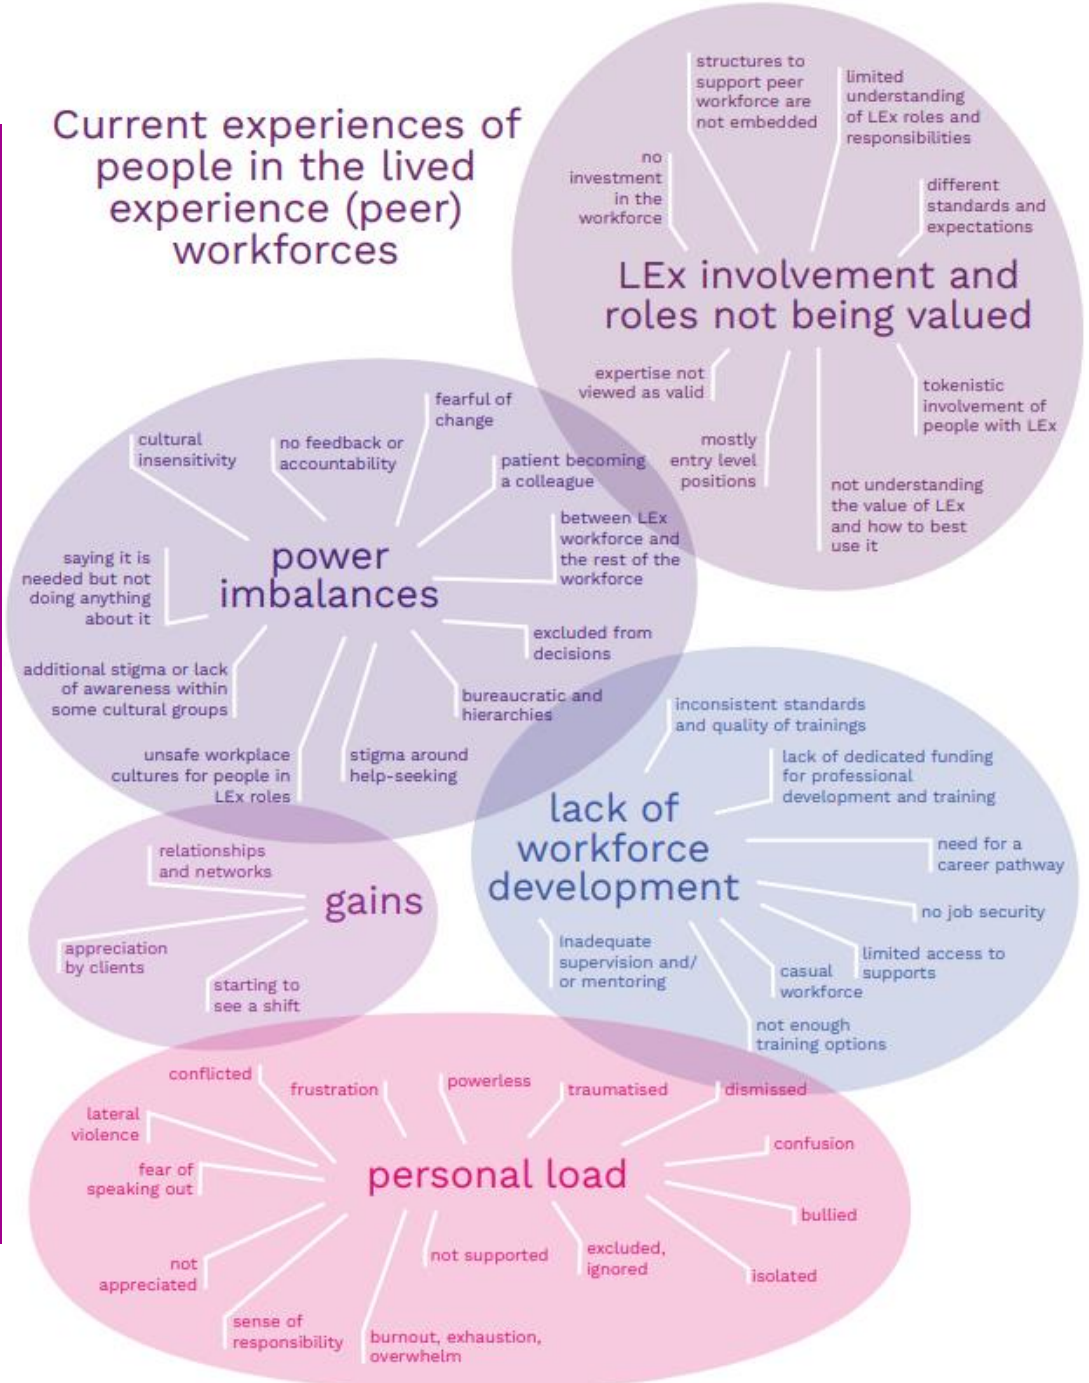 Current experiences of
people in the lived
experience (peer)
workforces
structures to
support peer
workforce are
not embedded
limited
understanding
of LEx roles and
responsibilities
no
investment
in the
workforce
different
standards and
expectations
LEx involvement and
roles not being valued
expertise not
viewed as valid
mostly
entry level
positions
not understanding
the value of LEx
and how to best
use it
tokenistic
involvement of
people with LEx
cultural
insensitivity
no feedback or
accountability
fearful of
change
patient becoming
a colleague
between LEx
workforce and
the rest of the
workforce
power
imbalances
saying it is
needed but not
doing anything
about it
excluded from
decisions
additional stigma or lack
of awareness within
some cultural groups
bureaucratic and
hierarchies
unsafe workplace
cultures for people in
LEx roles
stigma around
help-seeking
inconsistent standards
and quality of trainings
lack of dedicated funding
for professional
development and training
lack of
workforce
development
need for a
career pathway
no job security
limited access to
supports
casual
workforce
not enough
training options
Inadequate
supervision and/
or mentoring
relationships
and networks
gains
appreciation
by clients
starting to
see a shift
conflicted
frustration
powerless
traumatised
dismissed
lateral
violence
confusion
fear of
speaking out
personal load
bullied
not
appreciated
not supported
excluded,
ignored
isolated
sense of
responsibility
burnout, exhaustion,
overwhelm